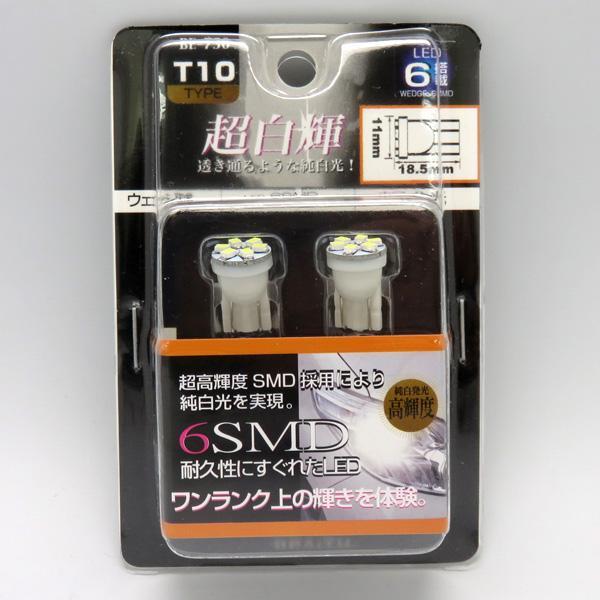 T10
TYPE
LED
6搭載
超白輝
透き通るような純白光！
11mm
18.5mm
超高輝度 SMD 採用により
純白光を実現。
純白発光
高輝度
6SMD
耐久性にすぐれたLED
ワンランク上の輝きを体験。